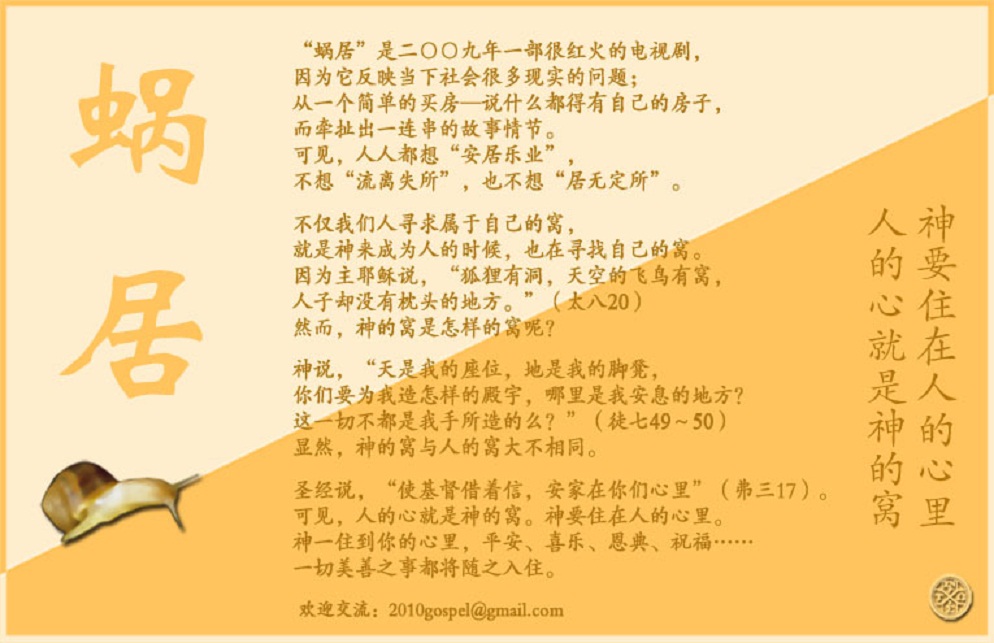 蜗居
“蜗居”是二〇〇九年一部很红火的电视剧，
因为它反映当下社会很多现实的问题；
从一个简单的买房—说什么都得有自己的房子，
而牵扯出一连串的故事情节。
可见，人人都想“安居乐业”，
不想“流离失所”，也不想“居无定所”。
不仅我们人寻求属于自己的窝，
就是神来成为人的时候，也在寻找自己的窝。
因为主耶稣说，“狐狸有洞，天空的飞鸟有窝，
人子却没有枕头的地方。”（太八20）
然而，神的窝是怎样的窝呢？
神说，“天是我的座位，地是我的脚凳，
你们要为我造怎样的殿宇，哪里是我安息的地方？
这一切不都是我手所造的么？”（徒七49～50）
显然，神的窝与人的窝大不相同。
圣经说，“使基督借着信，安家在你们心里”（弗三17）。
可见，人的心就是神的窝。神要住在人的心里。
神一住到你的心里，平安、喜乐、恩典、祝福……
一切美善之事都将随之入住。
欢迎交流：2010gospel@gmail.com
神要住在人的心里
人的心就是神的窝